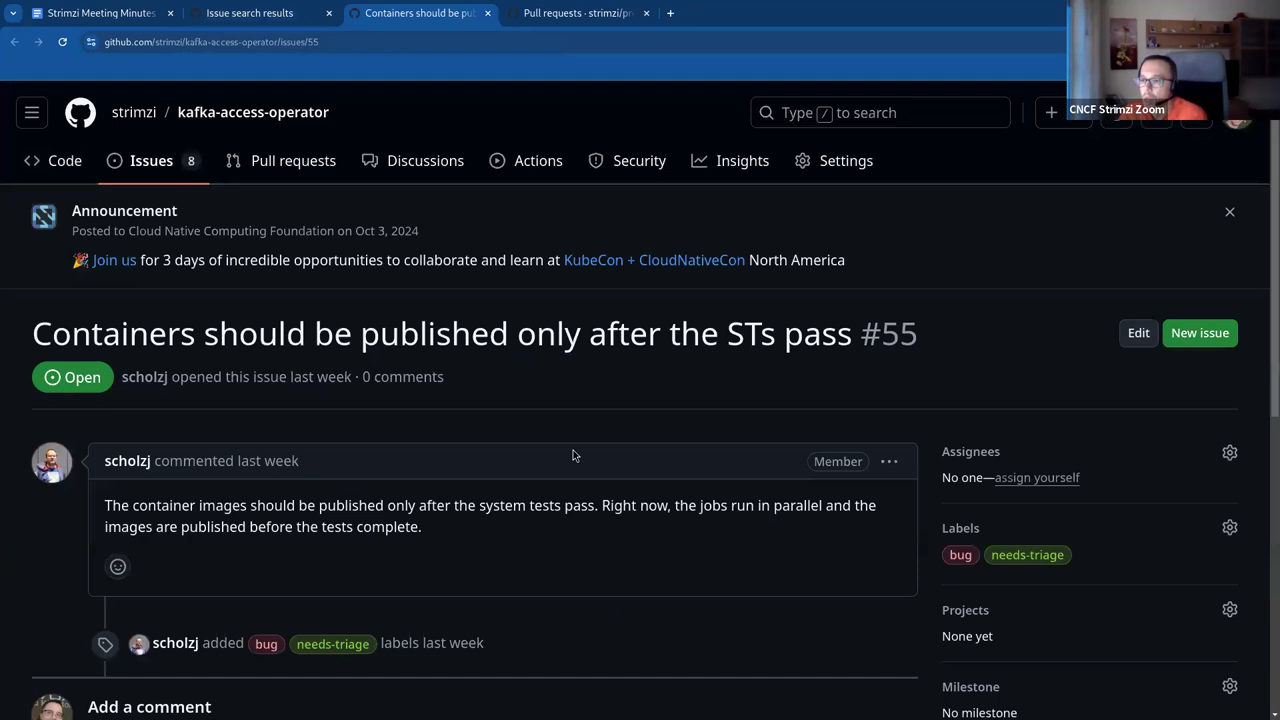 Strimzi Meeting Minutes
Issue search results
Containers should be pu
Pull requests · strimzi/pr
github.com/strimzi/kafka-access-operator/issues/55
CNCF Strimzi Zoom
strimzi / kafka-access-operator
Type / to search
Code
Issues 8
Pull requests
Discussions
Actions
Security
Insights
Settings
Announcement
Posted to Cloud Native Computing Foundation on Oct 3, 2024
🎉 Join us for 3 days of incredible opportunities to collaborate and learn at KubeCon + CloudNativeCon North America
Containers should be published only after the STs pass #55
Edit
New issue
Open
scholzj opened this issue last week · 0 comments
scholzj commented last week
Member
The container images should be published only after the system tests pass. Right now, the jobs run in parallel and the
images are published before the tests complete.
scholzj added bug needs-triage labels last week
Add a comment
Assignees
No one—assign yourself
Labels
bug needs-triage
Projects
None yet
Milestone
No milestone